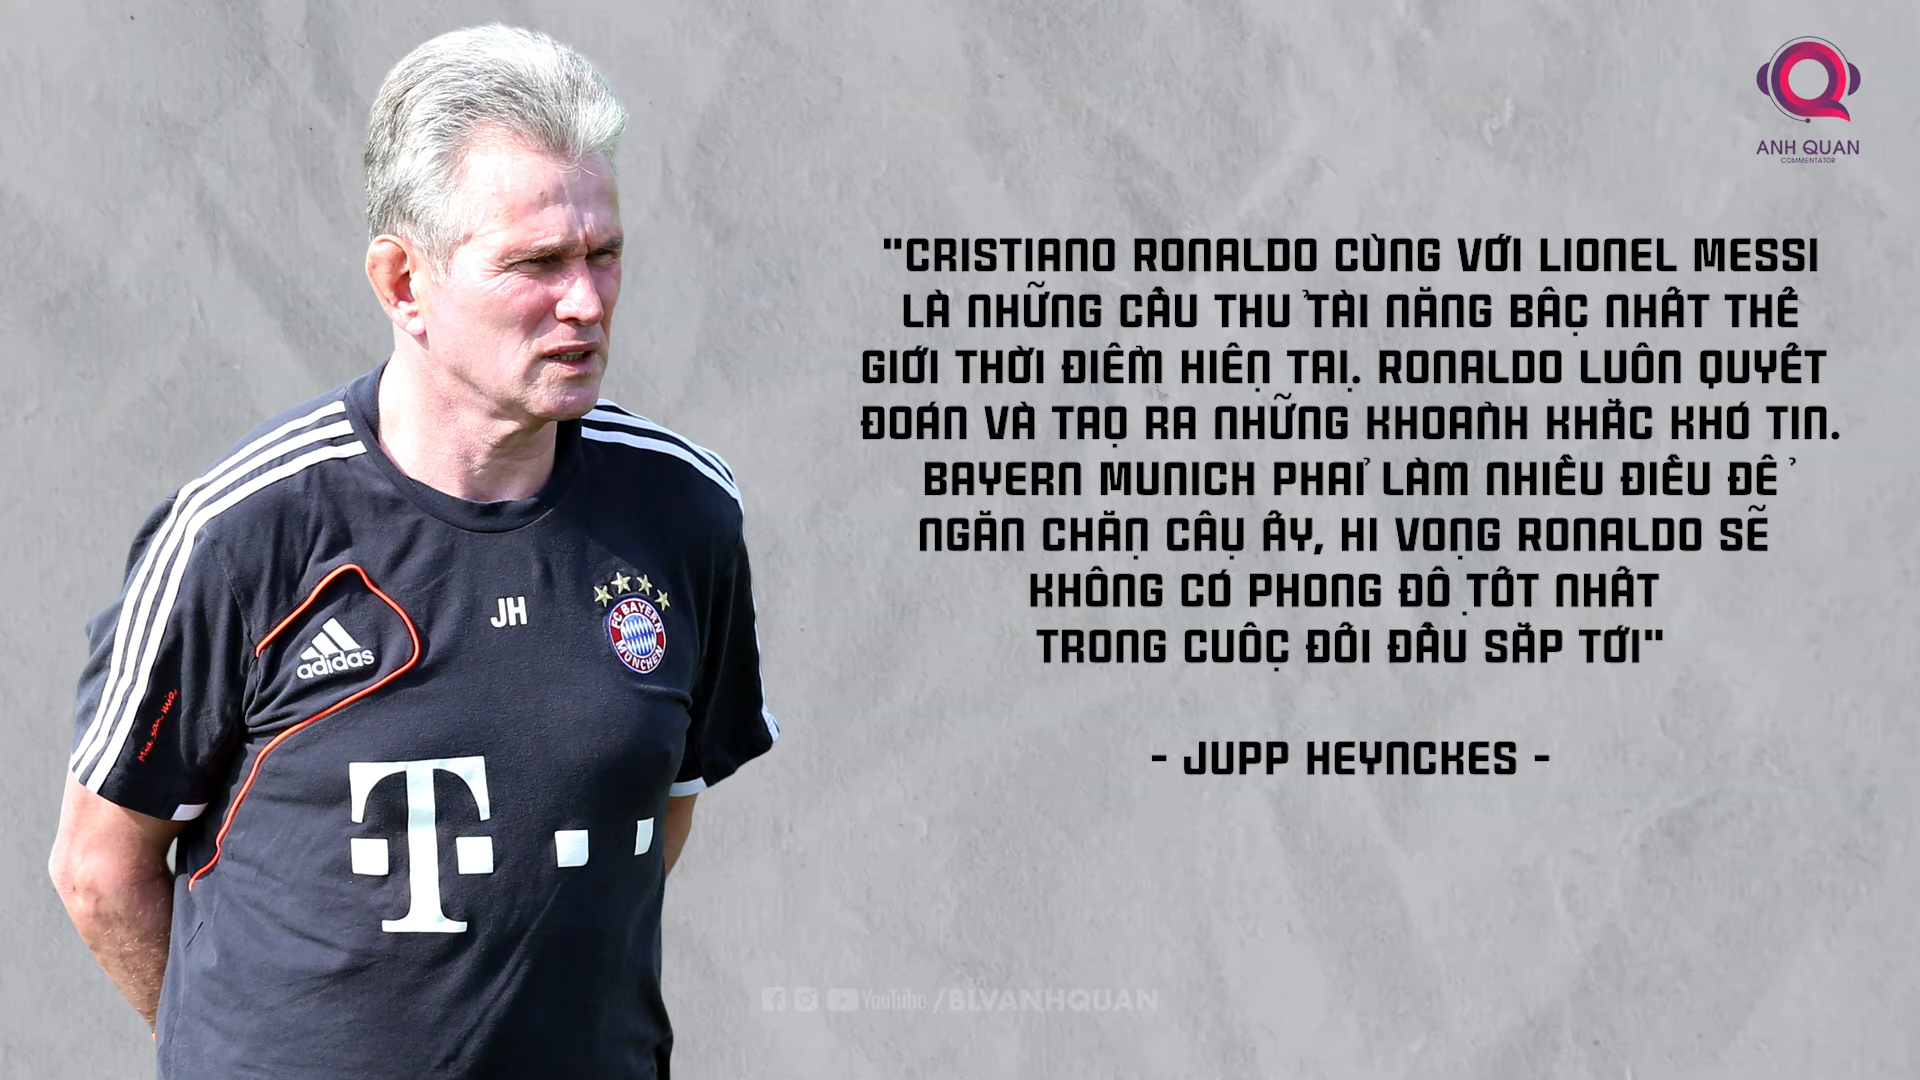 ANH QUAN
COMMENTATOR
"CRISTIANO RONALDO CÙNG VỚI LIONEL MESSI
LÀ NHỮNG CẦU THỦ TÀI NĂNG BẬC NHẤT THẾ
GIỚI THỜI ĐIỂM HIỆN TẠI. RONALDO LUÔN QUYẾT
ĐOÁN VÀ TẠO RA NHỮNG KHOẢNH KHẮC KHÓ TIN.
BAYERN MUNICH PHẢI LÀM NHIỀU ĐIỀU ĐỂ
NGĂN CHẶN CẬU ẤY, HI VỌNG RONALDO SẼ
KHÔNG CÓ PHONG ĐỘ TỐT NHẤT
TRONG CUỘC ĐỐI ĐẦU SẮP TỚI"
- JUPP HEYNCKES -
JH
adidas
FC BAYERN
MÜNCHEN
Mia san mia
T
YouTube /BLVANHQUAN